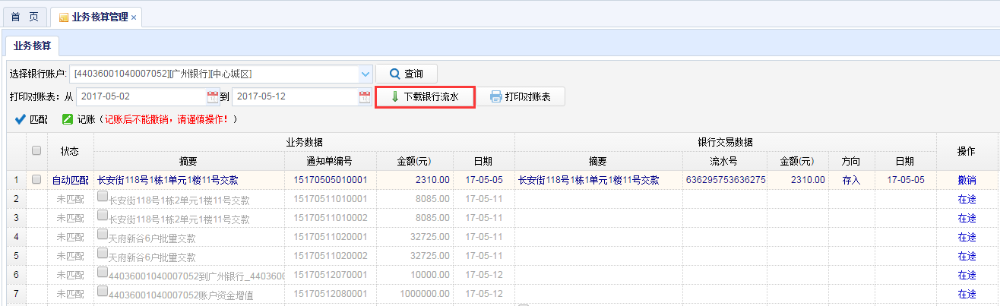 首 页 业务核算管理 ×
业务核算
选择银行账户: [44036001040007052][广州银行][中心城区] 查询
打印对账表：从 2017-05-02 到 2017-05-12 下载银行流水 打印对账表
匹配 记账（记账后不能撤销，请谨慎操作！）
状态 业务数据 银行交易数据 操作
摘要 通知单编号 金额(元) 日期 摘要 流水号 金额(元) 方向 日期
1 自动匹配 长安街118号1栋1单元1楼11号交款 15170505010001 2310.00 17-05-05 长安街118号1栋1单元1楼11号交款 636295753636275 2310.00 存入 17-05-05 撤销
2 未匹配 长安街118号1栋2单元1楼11号交款 15170511010001 8085.00 17-05-11 在途
3 未匹配 长安街118号1栋2单元1楼11号交款 15170511010002 8085.00 17-05-11 在途
4 未匹配 天府新谷6户批量交款 15170511020001 32725.00 17-05-11 在途
5 未匹配 天府新谷6户批量交款 15170511020002 32725.00 17-05-11 在途
6 未匹配 44036001040007052到广州银行_440360 15170512070001 10000.00 17-05-12 在途
7 未匹配 44036001040007052账户资金增值 15170512080001 1000000.00 17-05-12 在途